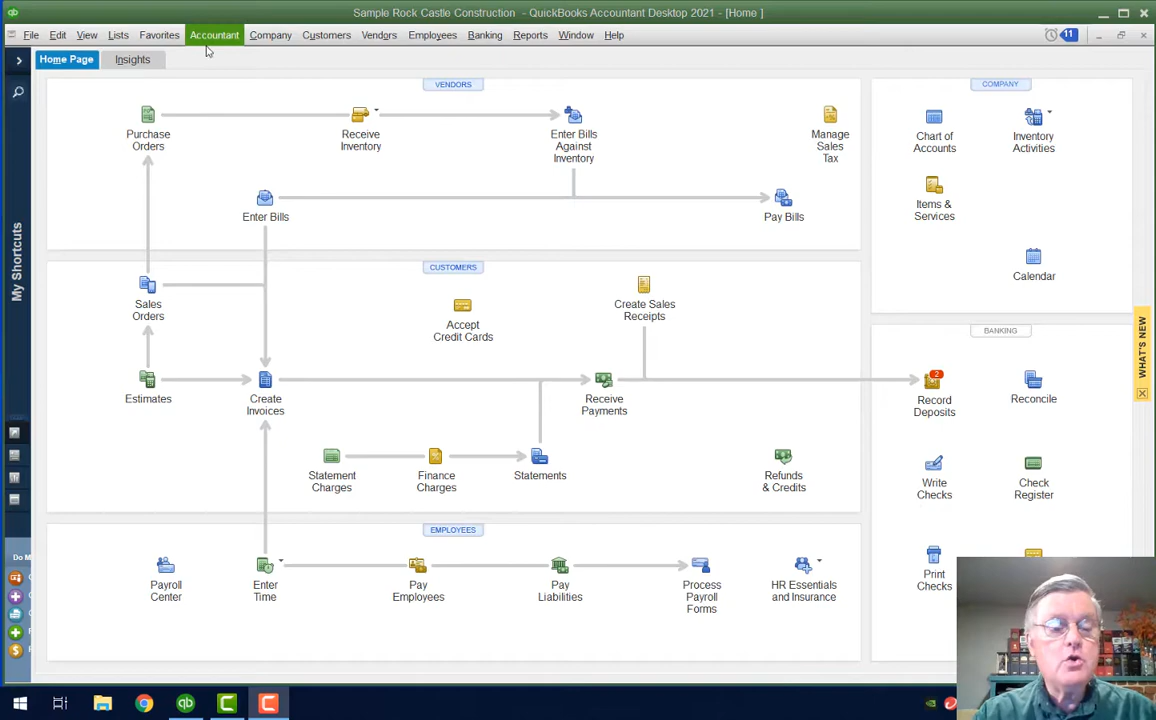 Sample Rock Castle Construction - QuickBooks Accountant Desktop 2021 - [Home ]
File Edit View Lists Favorites Accountant Company Customers Vendors Employees Banking Reports Window Help
11
Home Page Insights
My Shortcuts
VENDORS
Purchase
Orders
Receive
Inventory
Enter Bills
Against
Inventory
Manage
Sales
Tax
Enter Bills
Pay Bills
CUSTOMERS
Sales
Orders
Accept
Credit Cards
Create Sales
Receipts
Estimates
Create
Invoices
Receive
Payments
Statement
Charges
Finance
Charges
Statements
Refunds
& Credits
EMPLOYEES
Payroll
Center
Enter
Time
Pay
Employees
Pay
Liabilities
Process
Payroll
Forms
HR Essentials
and Insurance
COMPANY
Chart of
Accounts
Inventory
Activities
Items &
Services
Calendar
BANKING
2
Record
Deposits
Reconcile
Write
Checks
Check
Register
Print
Checks
WHAT'S NEW
Do M
qb